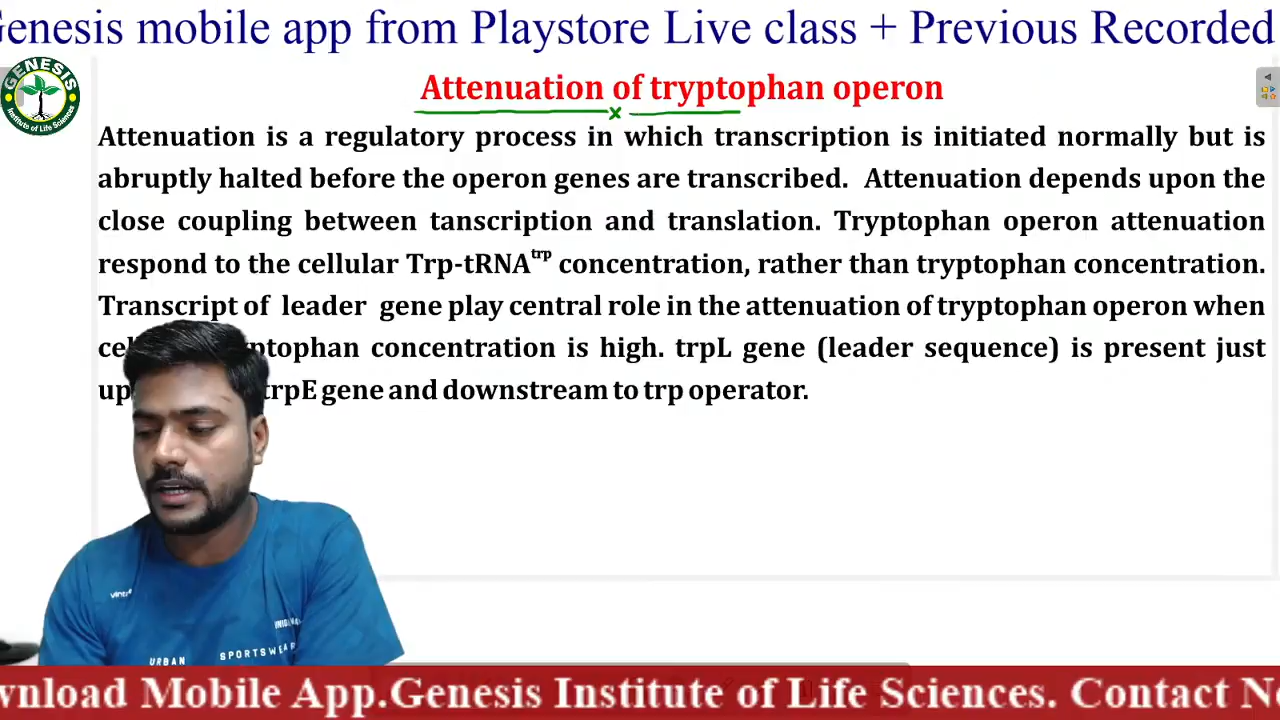 Genesis mobile app from Playstore Live class + Previous Recorded
GENESIS
Institute of Life Sciences
Attenuation of tryptophan operon
Attenuation is a regulatory process in which transcription is initiated normally but is
abruptly halted before the operon genes are transcribed. Attenuation depends upon the
close coupling between tanscription and translation. Tryptophan operon attenuation
respond to the cellular Trp-tRNAtrp concentration, rather than tryptophan concentration.
Transcript of leader gene play central role in the attenuation of tryptophan operon when
concentration is high. trpL gene (leader sequence) is present just
trpE gene and downstream to trp operator.
URBAN SPORTSWEAR
wnload Mobile App.Genesis Institute of Life Sciences. Contact No